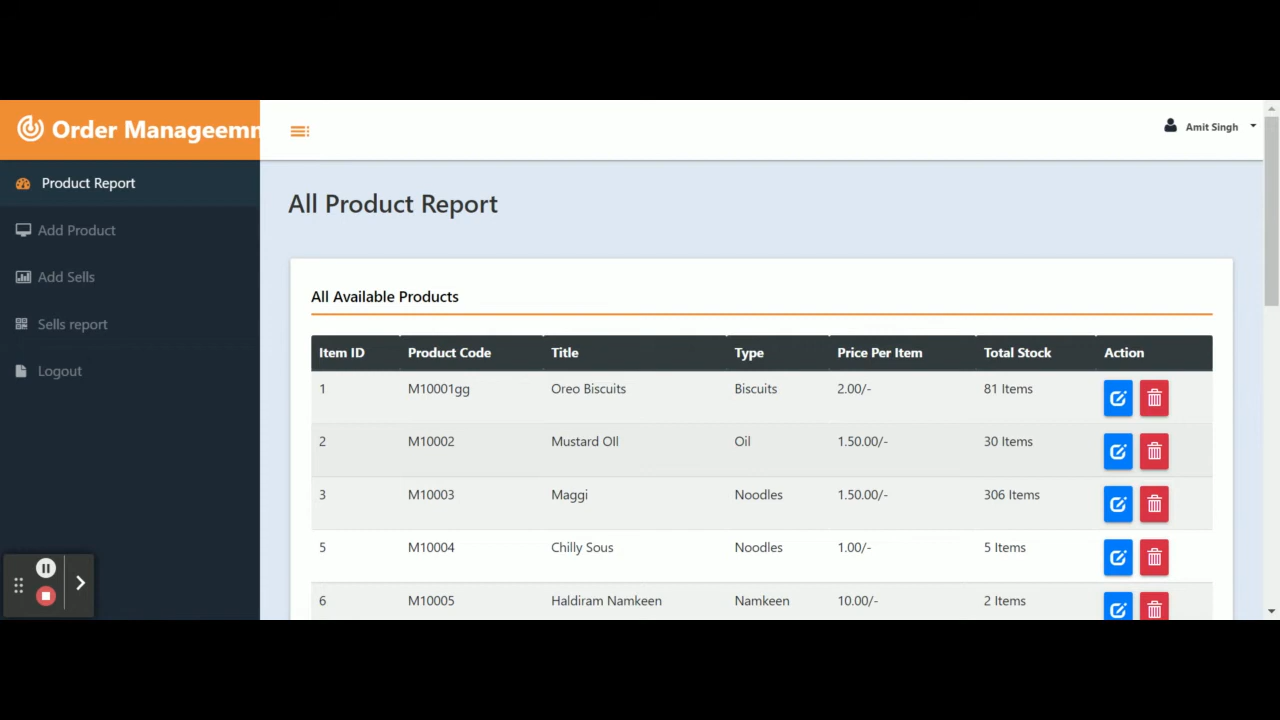 Order Manageemn
Amit Singh
Product Report
Add Product
Add Sells
Sells report
Logout
All Product Report
All Available Products
Item ID Product Code Title Type Price Per Item Total Stock Action
1 M10001gg Oreo Biscuits Biscuits 2.00/- 81 Items
2 M10002 Mustard OIl Oil 1.50.00/- 30 Items
3 M10003 Maggi Noodles 1.50.00/- 306 Items
5 M10004 Chilly Sous Noodles 1.00/- 5 Items
6 M10005 Haldiram Namkeen Namkeen 10.00/- 2 Items